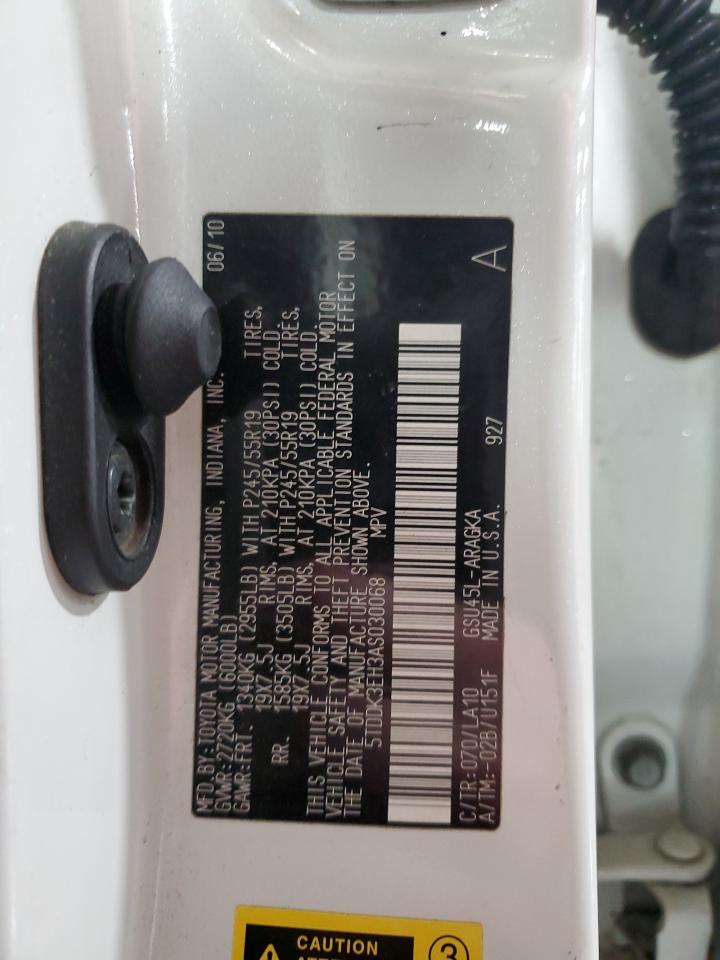 MFD.BY:TOYOTA MOTOR MANUFACTURING, INDIANA, INC. 06/10
GVWR:2720KG (6000LB)
GAWR:FRT. 1340KG (2955LB) WITH P245/55R19 TIRES,
19X7.5J RIMS, AT 210KPA (30PSI) COLD.
RR. 1585KG (3505LB) WITH P245/55R19 TIRES,
19X7.5J RIMS, AT 210KPA (30PSI) COLD.
THIS VEHICLE CONFORMS TO ALL APPLICABLE FEDERAL MOTOR
VEHICLE SAFETY AND THEFT PREVENTION STANDARDS IN EFFECT ON
THE DATE OF MANUFACTURE SHOWN ABOVE.
5TDDK3EH3AS030068 MPV
C/TR:070/LA10 GSU45L-ARAGKA
A/TM:-02B/U151F MADE IN U.S.A. 927
A
CAUTION
3